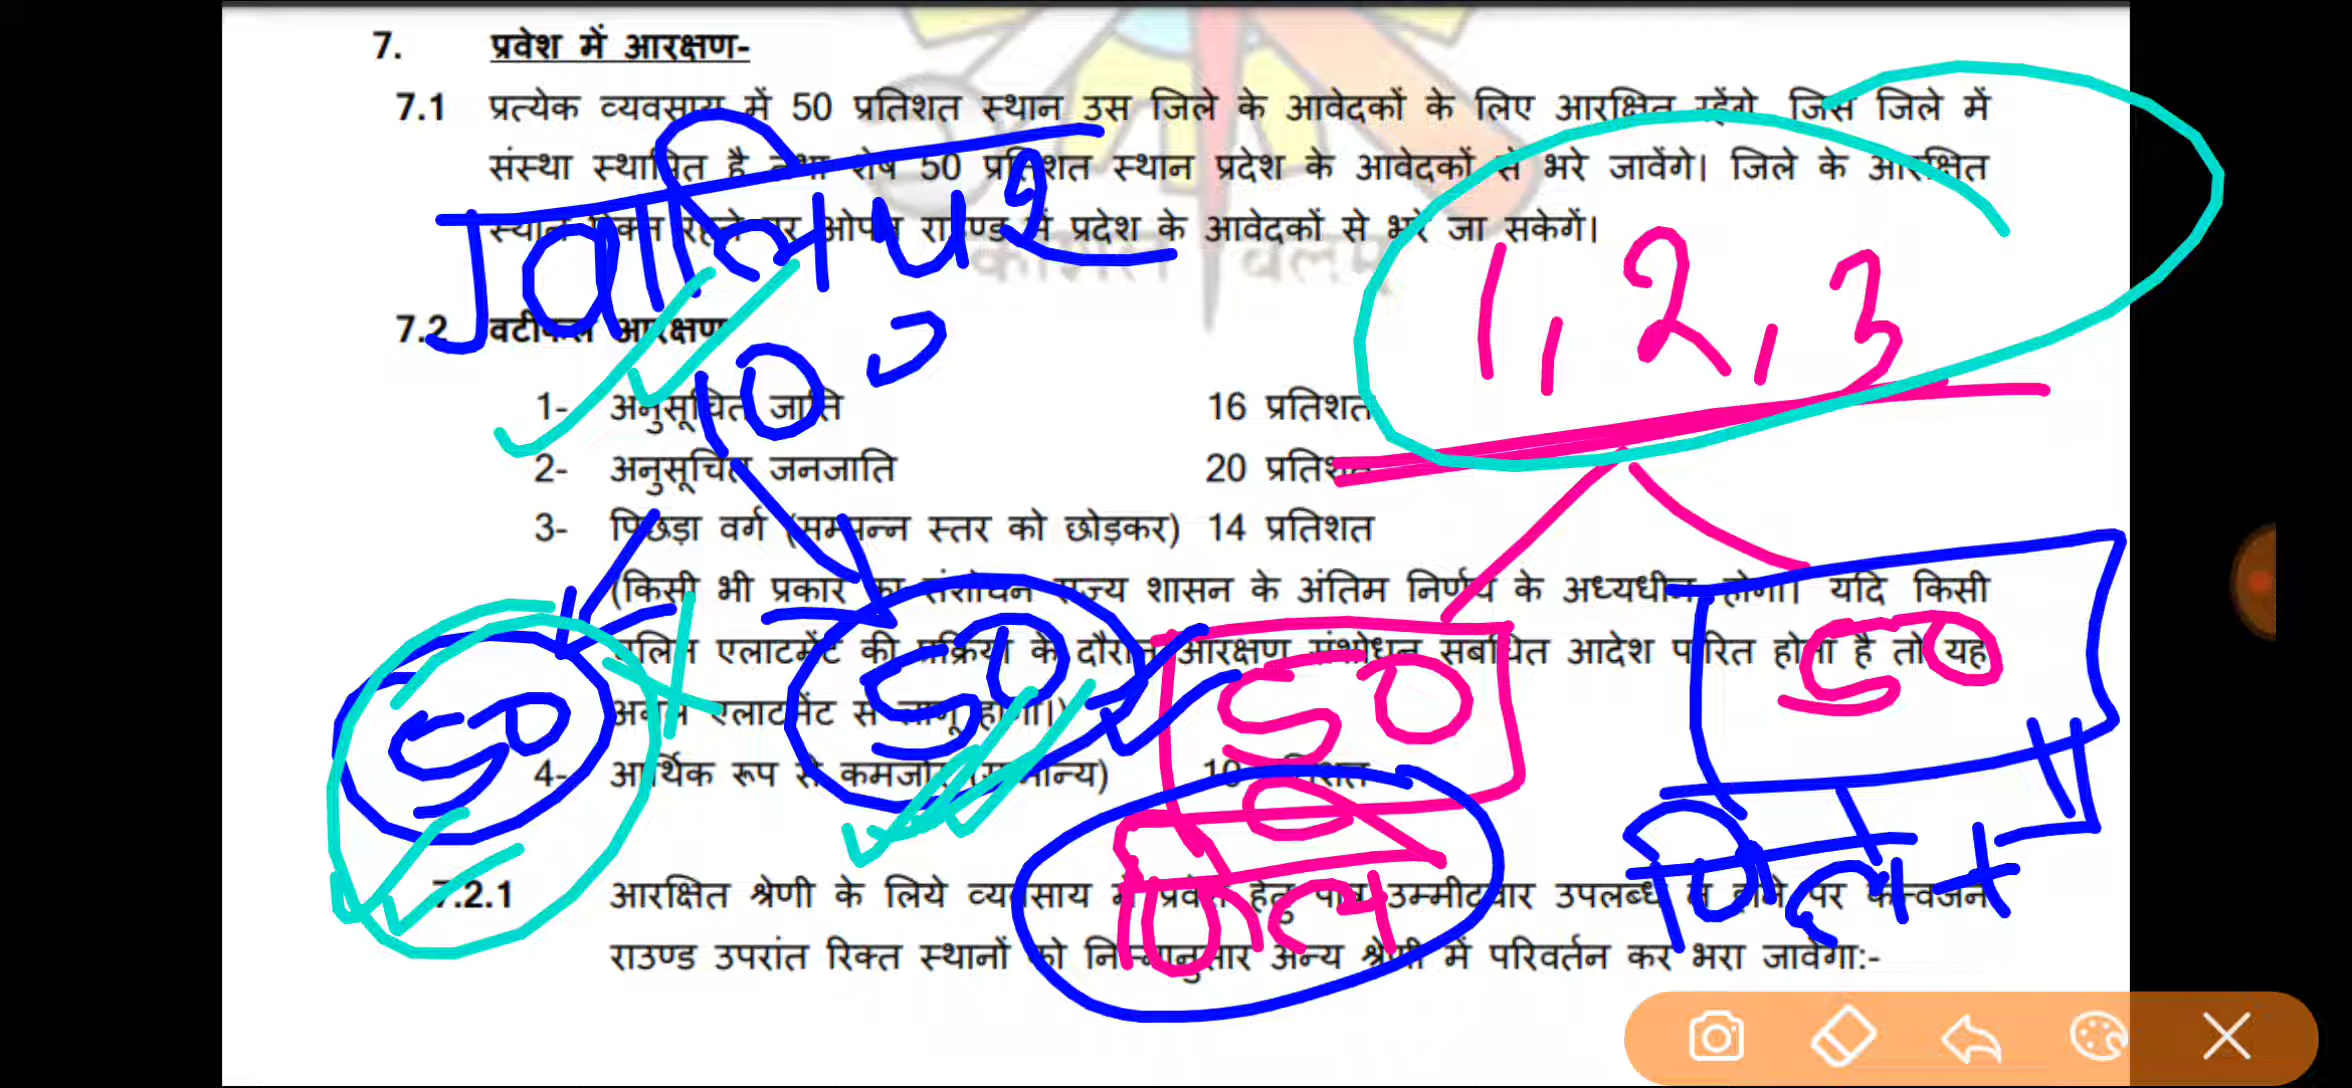 7. प्रवेश में आरक्षण-
7.1 प्रत्येक व्यवसाय में 50 प्रतिशत स्थान उस जिले के आवेदकों के लिए आरक्षित रहेंगे जिस जिले में
संस्था स्थापित है तथा शेष 50 प्रतिशत स्थान प्रदेश के आवेदकों से भरे जावेंगे। जिले के आरक्षित
स्थान रिक्त रहने पर ओपन राउण्ड में प्रदेश के आवेदकों से भरे जा सकेगें।
Jabalpur
1, 2, 3
7.2 वर्टीकल आरक्षण
100
1- अनुसूचित जाति 16 प्रतिशत
2- अनुसूचित जनजाति 20 प्रतिशत
3- पिछड़ा वर्ग (सम्पन्न स्तर को छोड़कर) 14 प्रतिशत
(किसी भी प्रकार का संशोधन राज्य शासन के अंतिम निर्णय के अध्यधीन होगा। यदि किसी
एलाटमेंट की प्रक्रिया के दौरान आरक्षण संशोधन संबंधित आदेश पारित होता है तो यह
एलाटमेंट से लागू होगा।)
50 50 50 50
4- आर्थिक रूप से कमजोर (सामान्य) 10 प्रतिशत
7.2.1 आरक्षित श्रेणी के लिये व्यवसाय में प्रवेश हेतु पात्र उम्मीदवार उपलब्ध न होने पर
राउण्ड उपरांत रिक्त स्थानों को निम्नानुसार अन्य श्रेणी में परिवर्तन कर भरा जावेगा:-